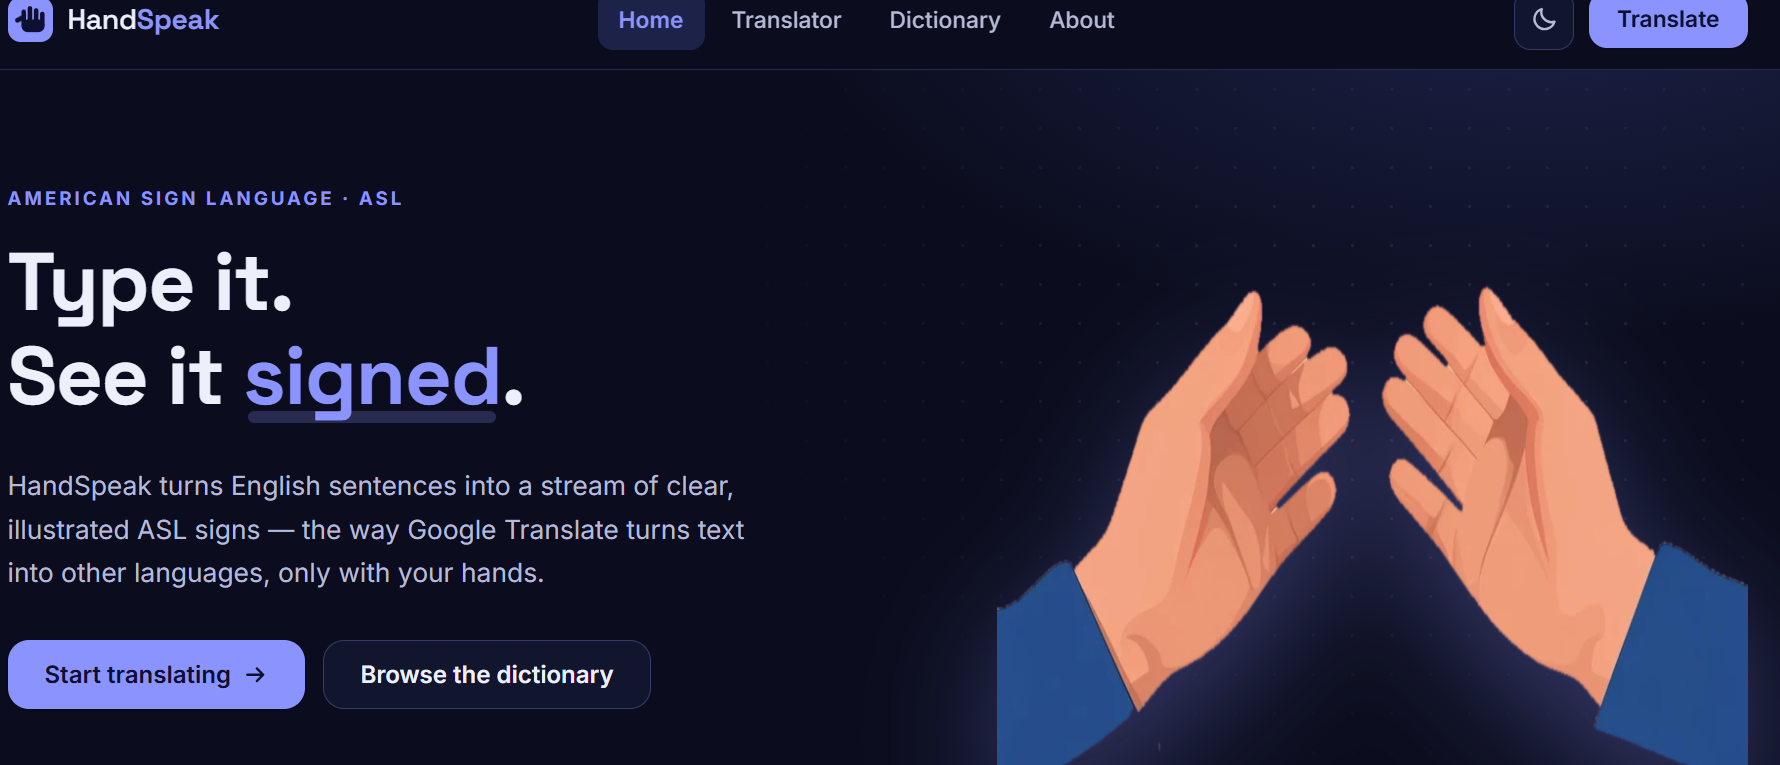 HandSpeak
Home
Translator
Dictionary
About
Translate
AMERICAN SIGN LANGUAGE · ASL
Type it.
See it signed.
HandSpeak turns English sentences into a stream of clear,
illustrated ASL signs — the way Google Translate turns text
into other languages, only with your hands.
Start translating →
Browse the dictionary